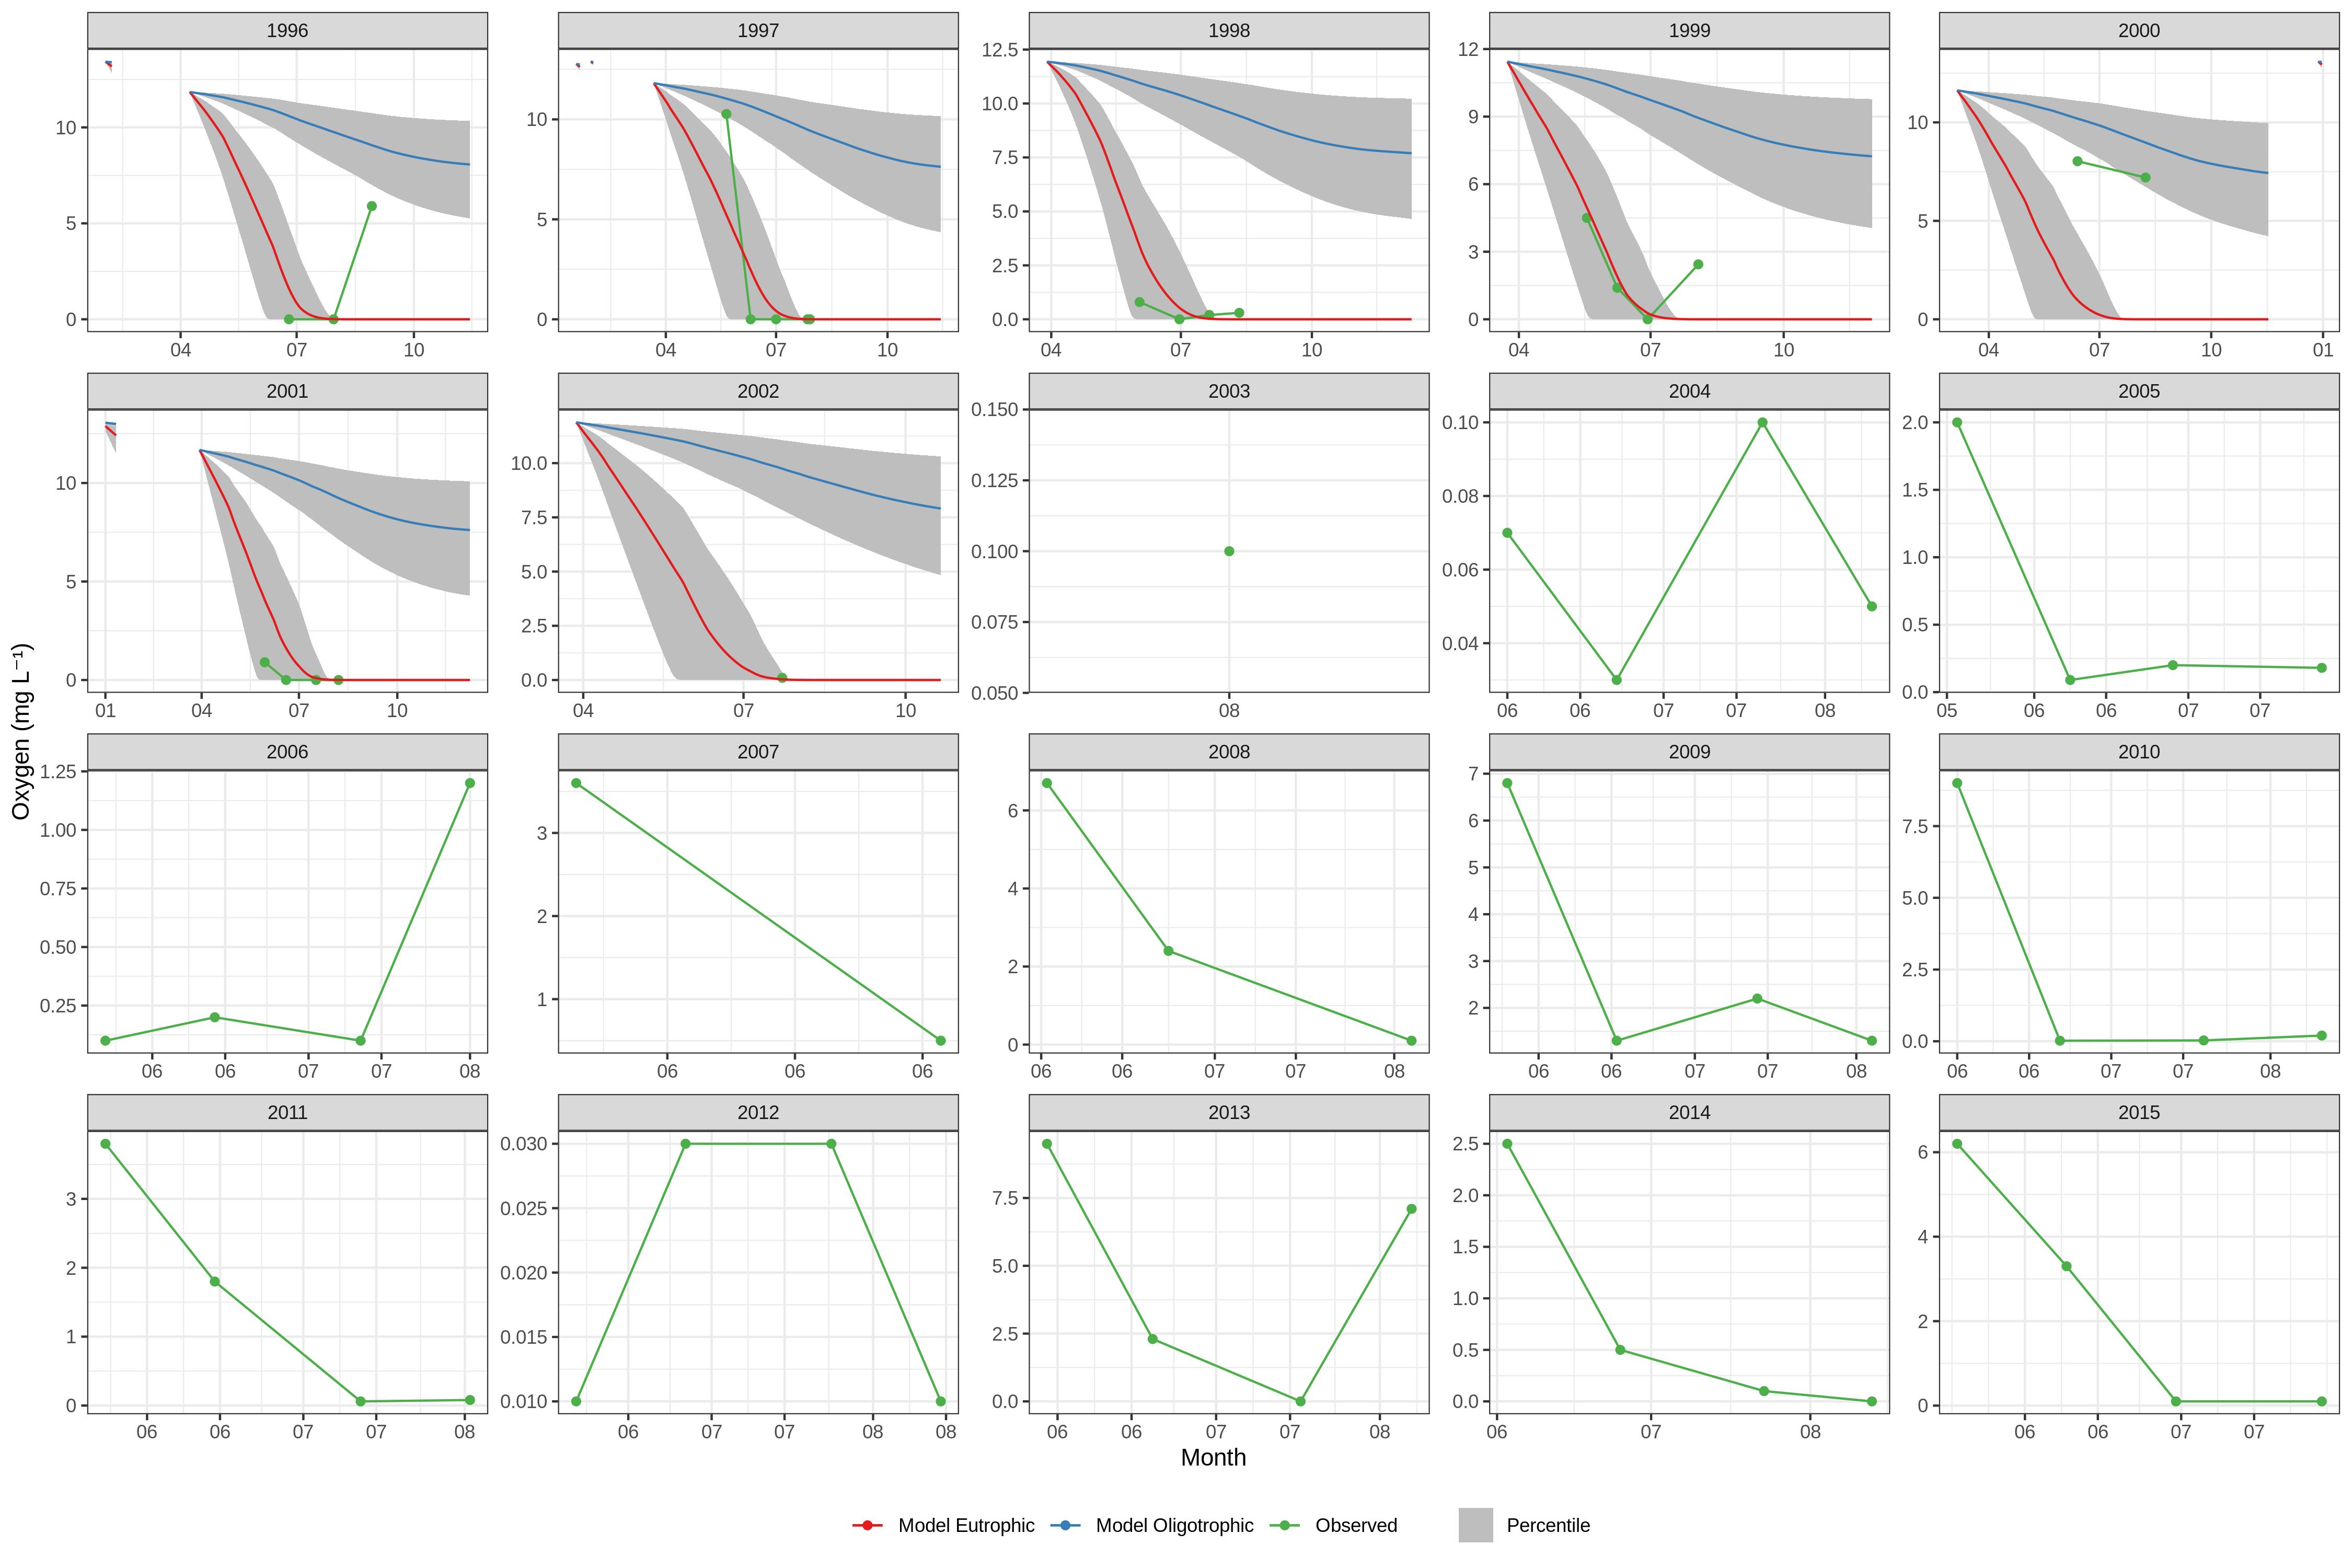 1996 1997 1998 1999 2000
10 5 0 10 5 0 12.5 10.0 7.5 5.0 2.5 0.0 12 9 6 3 0 10 5 0
04 07 10 04 07 10 04 07 10 04 07 10 04 07 10 01
2001 2002 2003 2004 2005
10 5 0 10.0 7.5 5.0 2.5 0.0 0.150 0.125 0.100 0.075 0.050 0.10 0.08 0.06 0.04 2.0 1.5 1.0 0.5 0.0
01 04 07 10 04 07 10 08 06 06 07 07 08 05 06 06 07 07
Oxygen (mg L⁻¹)
2006 2007 2008 2009 2010
1.25 1.00 0.75 0.50 0.25 3 2 1 6 4 2 0 7 6 5 4 3 2 7.5 5.0 2.5 0.0
06 06 07 07 08 06 06 06 06 06 07 07 08 06 06 07 07 08 06 06 07 07 08
2011 2012 2013 2014 2015
3 2 1 0 0.030 0.025 0.020 0.015 0.010 7.5 5.0 2.5 0.0 2.5 2.0 1.5 1.0 0.5 0.0 6 4 2 0
06 06 07 07 08 06 07 07 08 08 06 06 07 07 08 06 07 08 06 06 07 07
Month
Model Eutrophic Model Oligotrophic Observed Percentile